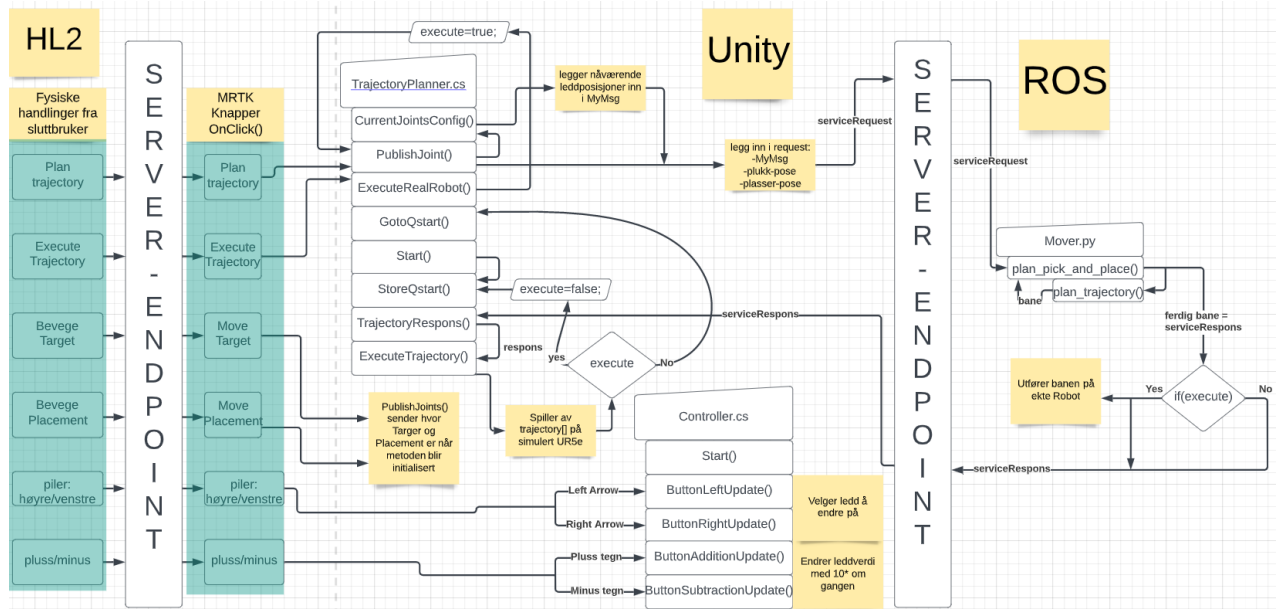 HL2
Fysiske
handlinger fra
sluttbruker
Plan
trajectory
Execute
Trajectory
Bevege
Target
Bevege
Placement
piler:
høyre/venstre
pluss/minus
S
E
R
V
E
R
-
E
N
D
P
O
I
N
T
MRTK
Knapper
OnClick()
Plan
trajectory
Execute
Trajectory
Move
Target
Move
Placement
piler:
høyre/venstre
pluss/minus
execute=true;
TrajectoryPlanner.cs
CurrentJointsConfig()
PublishJoint()
ExecuteRealRobot()
GotoQstart()
Start()
StoreQstart()
TrajectoryRespons()
ExecuteTrajectory()
legger nåværende
leddposisjoner inn
i MyMsg
Unity
legg inn i request:
-MyMsg
-plukk-pose
-plasser-pose
serviceRequest
execute=false;
respons
yes
execute
No
serviceRespons
PublishJoints()
sender hvor
Targer og
Placement er når
metoden blir
initialisert
Spiller av
trajectory[] på
simulert UR5e
Controller.cs
Start()
ButtonLeftUpdate()
ButtonRightUpdate()
ButtonAdditionUpdate()
ButtonSubtractionUpdate()
Left Arrow
Right Arrow
Pluss tegn
Minus tegn
Velger ledd å
endre på
Endrer leddverdi
med 10* om
gangen
S
E
R
V
E
R
-
E
N
D
P
O
I
N
T
ROS
serviceRequest
Mover.py
plan_pick_and_place()
plan_trajectory()
bane
ferdig bane =
serviceRespons
Utfører banen på
ekte Robot
Yes
if(execute)
No
serviceRespons